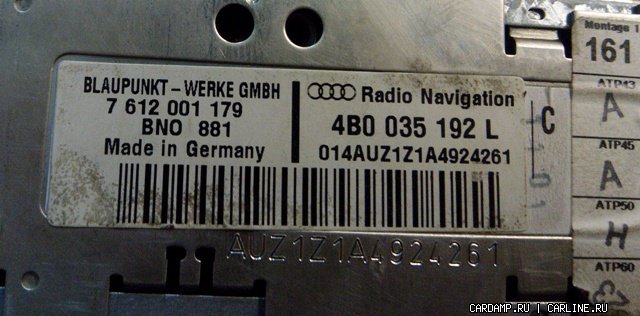 BLAUPUNKT – WERKE GMBH
7 612 001 179
BNO 881
Made in Germany
Radio Navigation
4B0 035 192 L
014AUZ1Z1A4924261
C
AUZ1Z1A4924261
Montage 1
161
ATP43
A
ATP45
A
ATP50
H
ATP60
CARDAMP.RU | CARLINE.RU